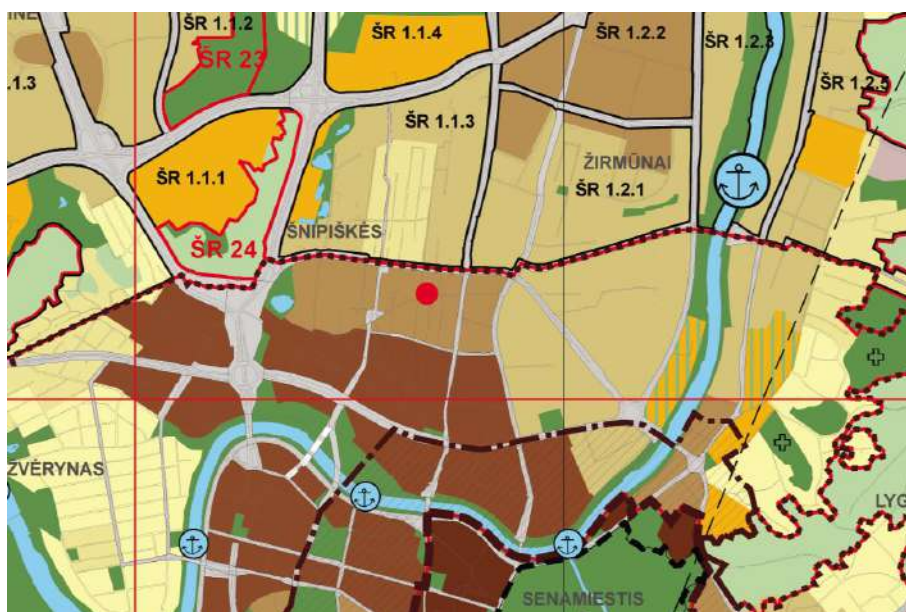 INE
ŠR 1.1.2
ŠR 1.1.4
ŠR 1.2.2
ŠR 1.2.3
ŠR 23
.1.3
ŠR 1.2.5
ŠR 1.1.3
ŠR 1.1.1
ŽIRMŪNAI
ŠR 1.2.1
ŠNIPIŠKĖS
ŠR 24
ZVĖRYNAS
LYG
SENAMIESTIS